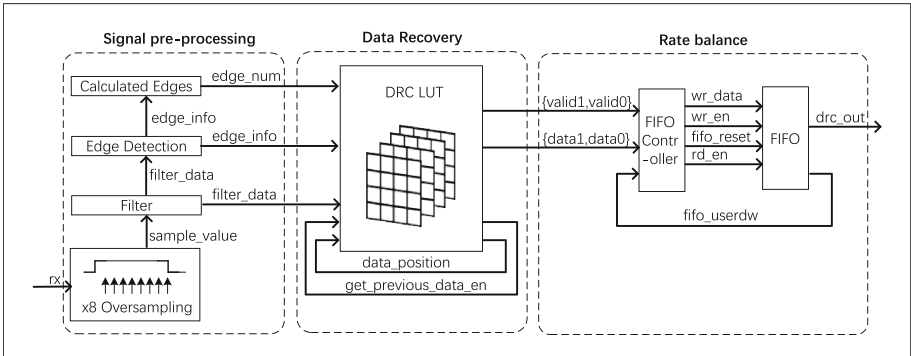 Signal pre-processing
Calculated Edges
edge_num
edge_info
Edge Detection
edge_info
filter_data
Filter
filter_data
sample_value
rx
x8 Oversampling
Data Recovery
DRC LUT
data_position
get_previous_data_en
Rate balance
{valid1,valid0}
{data1,data0}
FIFO
Contr
-oller
wr_data
wr_en
fifo_reset
rd_en
FIFO
drc_out
fifo_userdw